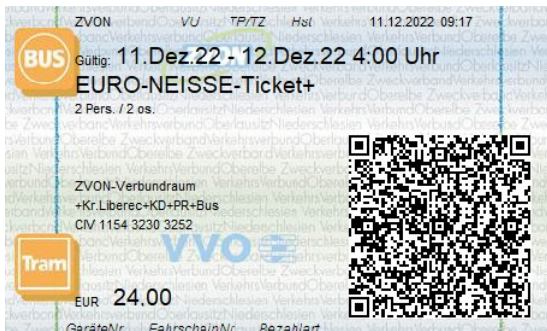 ZVON VU TP/TZ Hst 11.12.2022 09:17
BUS
Gültig: 11.Dez.22 - 12.Dez.22 4:00 Uhr
EURO-NEISSE-Ticket+
2 Pers. / 2 os.
ZVON-Verbundraum
+Kr.Liberec+KD+PR+Bus
CIV 1154 3230 3252
VVO
Tram
EUR 24,00
GeräteNr. FahrscheinNr. Bezahlart